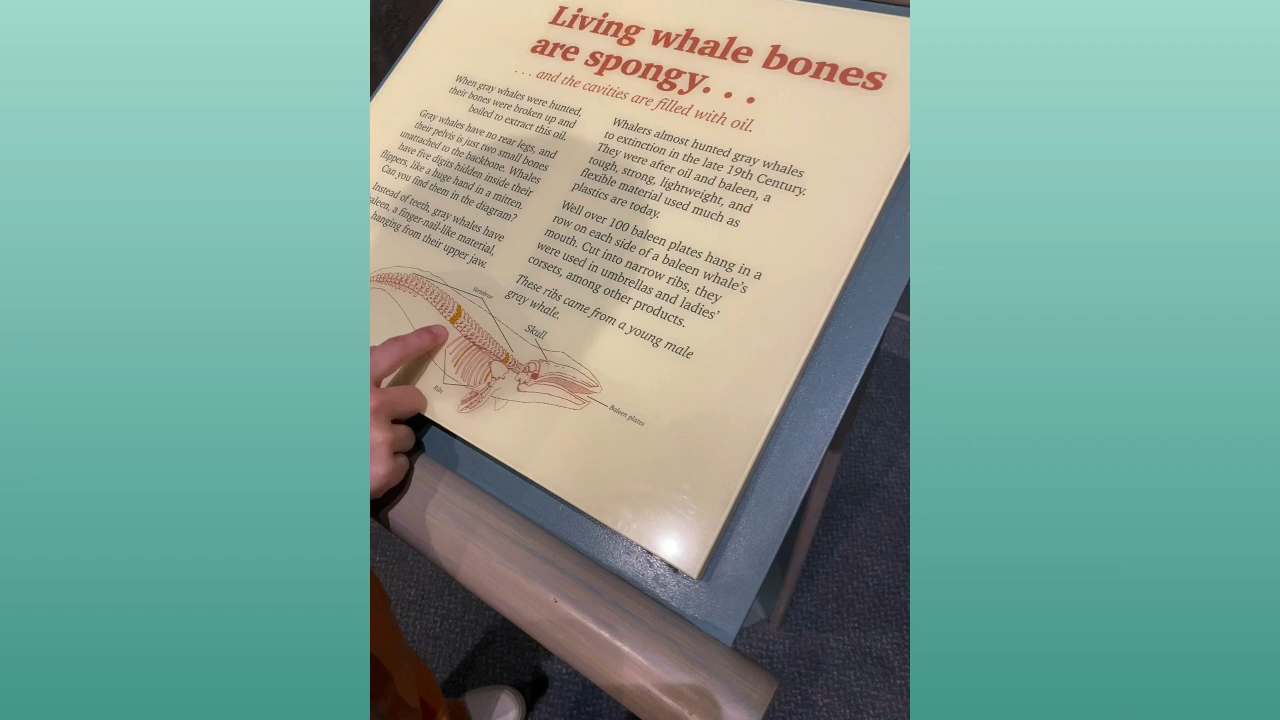 Living whale bones
are spongy. . .
. . . and the cavities are filled with oil.
When gray whales were hunted,
their bones were broken up and
boiled to extract this oil.
Gray whales have no rear legs, and
their pelvis is just two small bones
unattached to the backbone. Whales
have five digits hidden inside their
flippers, like a huge hand in a mitten.
Can you find them in the diagram?
Instead of teeth, gray whales have
baleen, a finger-nail-like material,
hanging from their upper jaw.
Whalers almost hunted gray whales
to extinction in the late 19th Century.
They were after oil and baleen, a
tough, strong, lightweight, and
flexible material used much as
plastics are today.
Well over 100 baleen plates hang in a
row on each side of a baleen whale's
mouth. Cut into narrow ribs, they
were used in umbrellas and ladies'
corsets, among other products.
These ribs came from a young male
gray whale.
Vertebrae
Skull
Ribs
Baleen plates